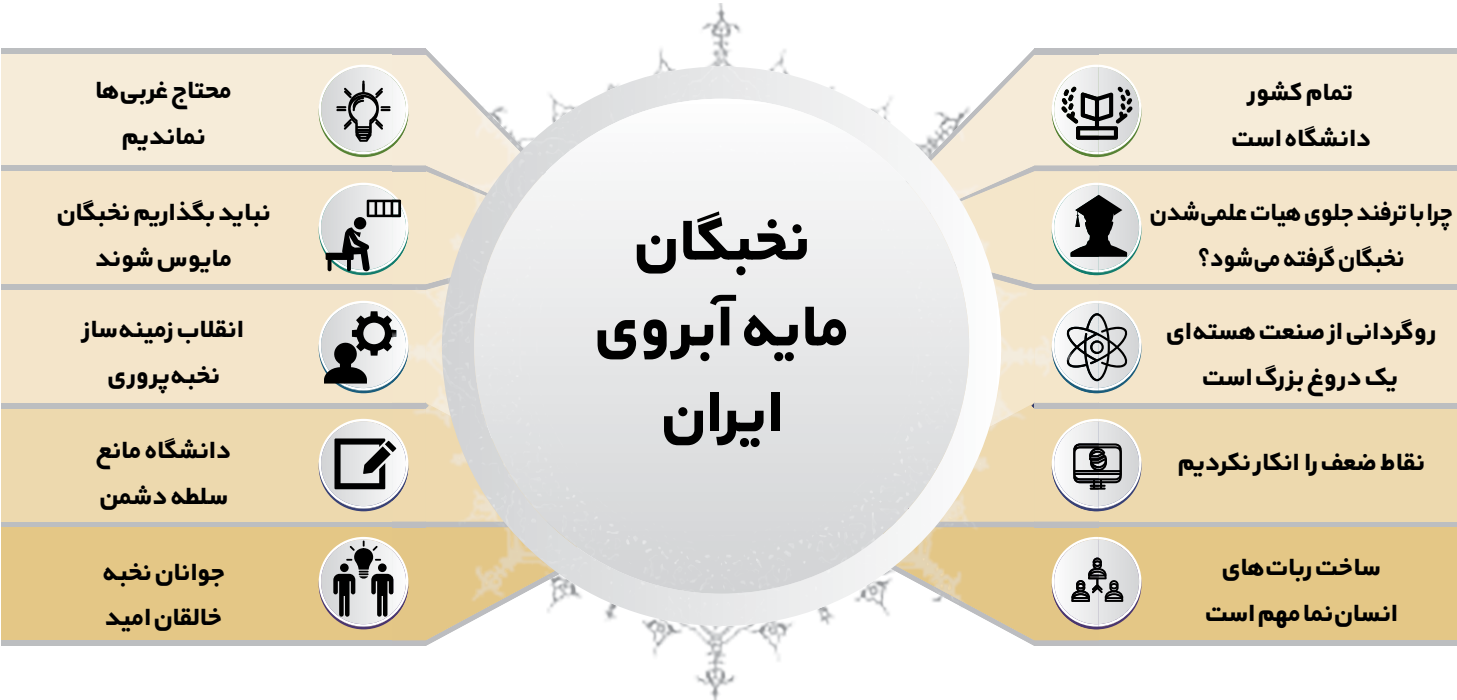 نخبگان
مایه آبروی
ایران
تمام کشور
دانشگاه است
چرا با ترفند جلوی هیات علمی‌شدن
نخبگان گرفته می‌شود؟
روگردانی از صنعت هسته‌ای
یک دروغ بزرگ است
نقاط ضعف را انکار نکردیم
ساخت ربات‌های
انسان‌نما مهم است
محتاج غربی‌ها
نماندیم
نباید بگذاریم نخبگان
مایوس شوند
انقلاب زمینه‌ساز
نخبه‌پروری
دانشگاه مانع
سلطه دشمن
جوانان نخبه
خالقان امید